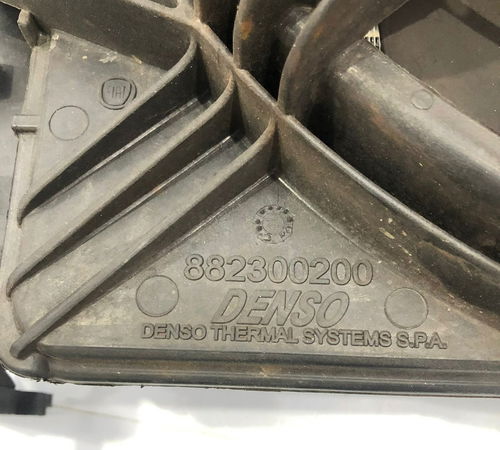 882300200
DENSO
DENSO THERMAL SYSTEMS S.P.A.